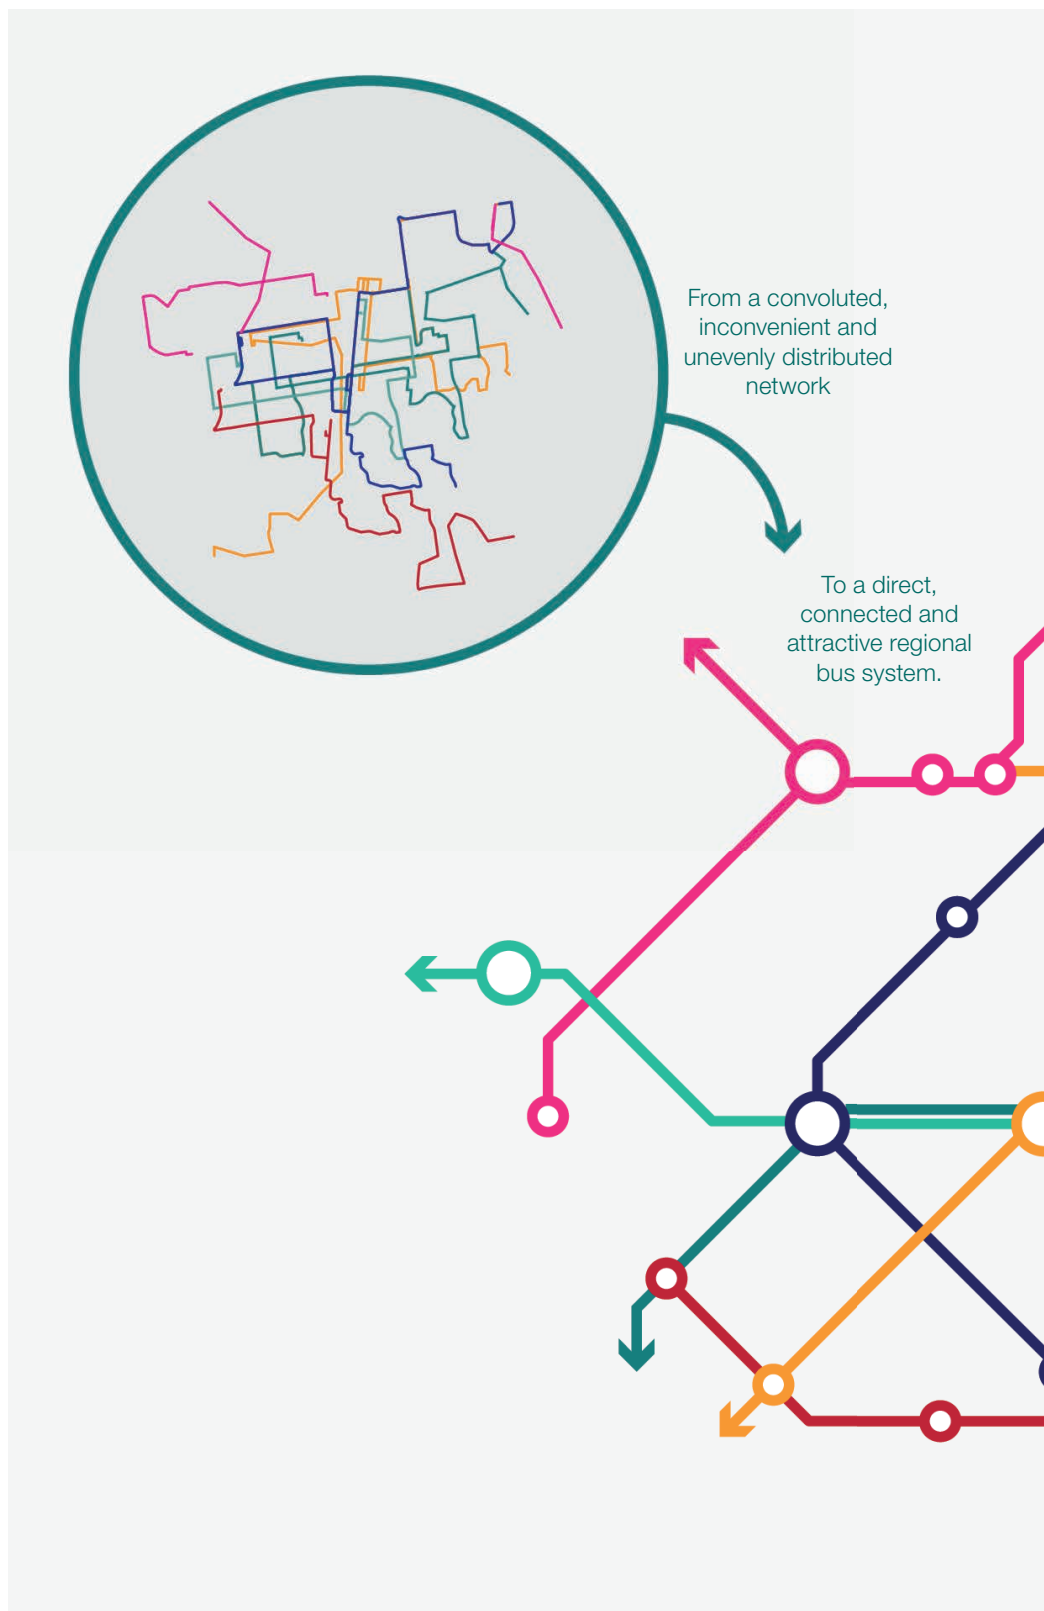 From a convoluted,
inconvenient and
unevenly distributed
network
To a direct,
connected and
attractive regional
bus system.